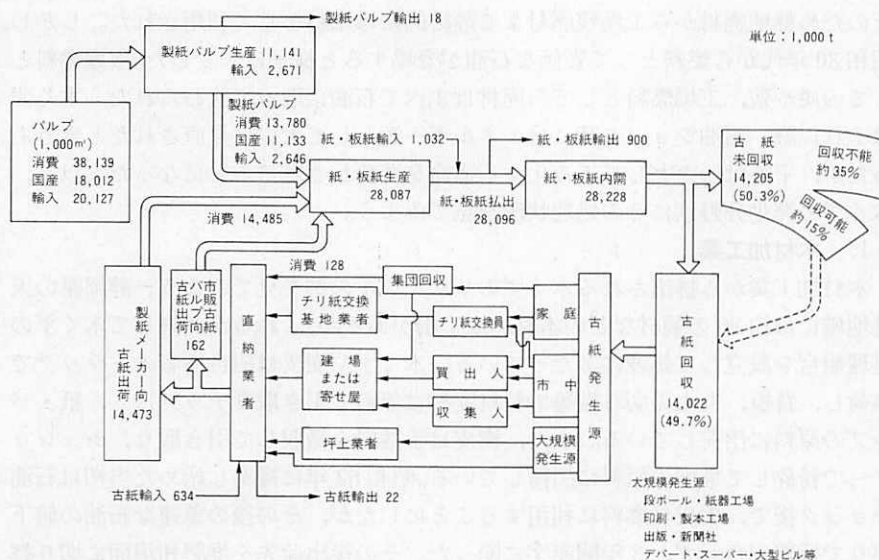 製紙パルプ輸出 18
単位：1,000 t
製紙パルプ生産 11,141
輸入 2,671
製紙パルプ
消費 13,780
国産 11,133
輸入 2,646
パルプ
(1,000㎥)
消費 38,139
国産 18,012
輸入 20,127
紙・板紙輸入 1,032
紙・板紙輸出 900
紙・板紙生産
28,087
紙・板紙払出
28,096
紙・板紙内需
28,228
古紙
未回収
14,205
(50.3%)
回収不能
約 35%
回収可能
約 15%
消費 14,485
消費 128
製紙メーカー向
古紙出荷
14,473
市販古紙
パルプ向
古紙出荷
162
直納業者
集団回収
チリ紙交換
基地業者
チリ紙交換員
建場
または
寄せ屋
買出人
収集人
坪上業者
家庭
市中
大規模
発生源
古紙発生源
古紙回収
14,022
(49.7%)
古紙輸入 634
古紙輸出 22
大規模発生源
段ボール・紙器工場
印刷・製本工場
出版・新聞社
デパート・スーパー・大型ビル等